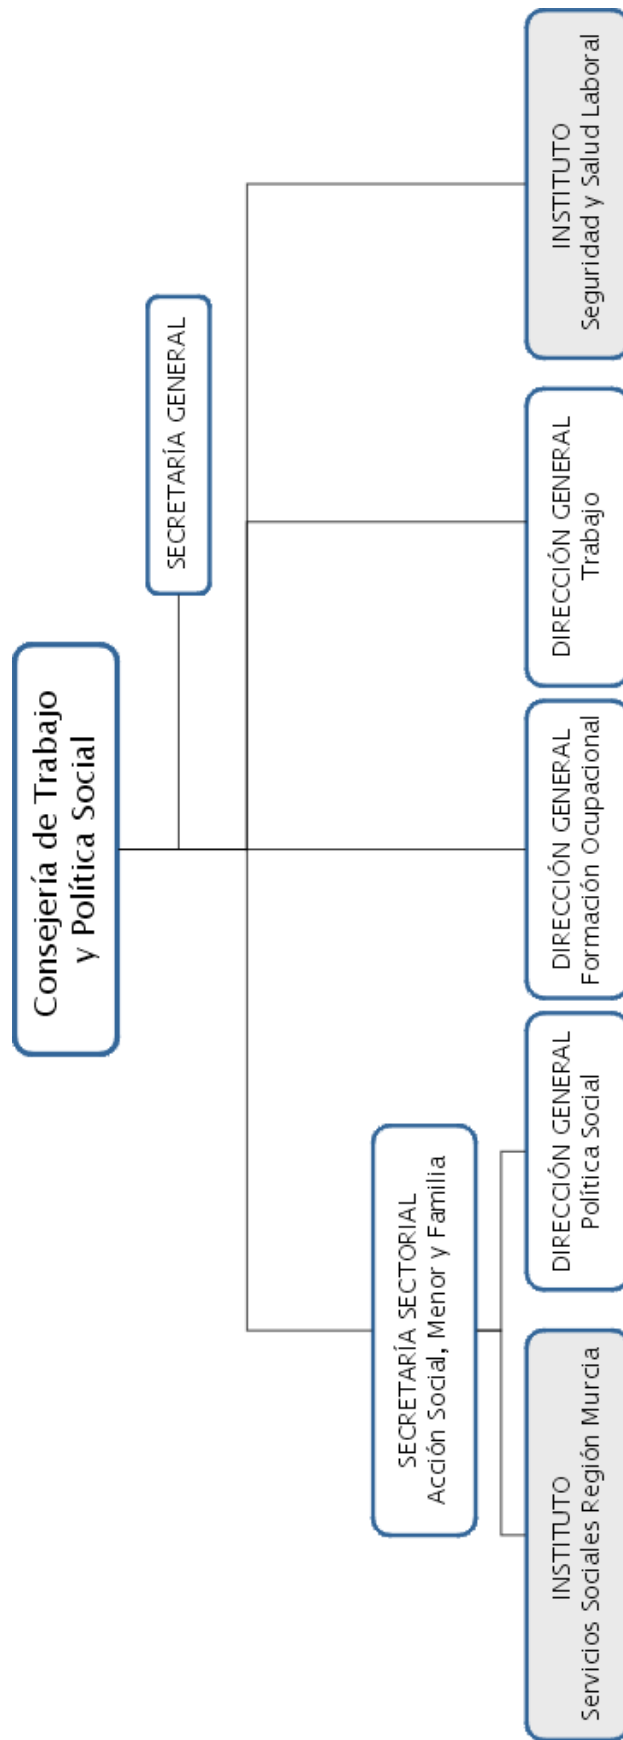 Consejería de Trabajo
y Política Social
SECRETARÍA GENERAL
SECRETARÍA SECTORIAL
Acción Social, Menor y Familia
INSTITUTO
Servicios Sociales Región Murcia
DIRECCIÓN GENERAL
Política Social
DIRECCIÓN GENERAL
Formación Ocupacional
DIRECCIÓN GENERAL
Trabajo
INSTITUTO
Seguridad y Salud Laboral